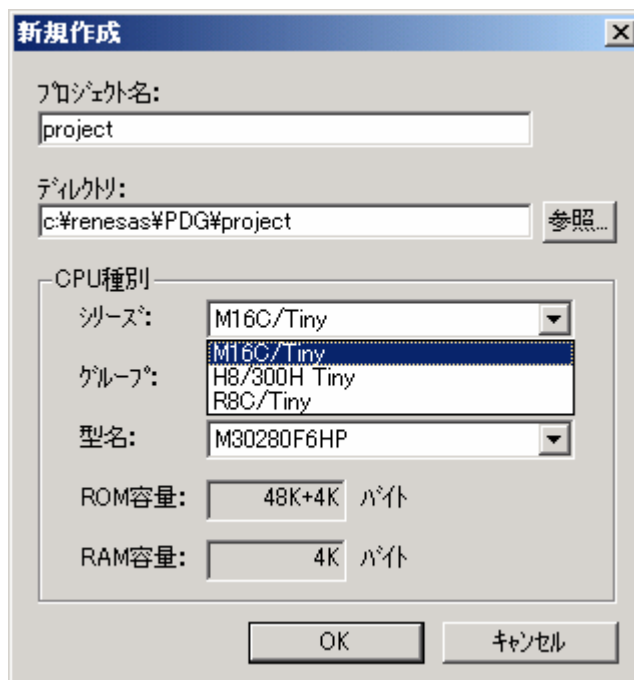 新規作成
ﾌﾟﾛｼﾞｪｸﾄ名:
project
ﾃﾞｨﾚｸﾄﾘ:
c:¥renesas¥PDG¥project
参照...
CPU種別
ｼﾘｰｽﾞ:
M16C/Tiny
M16C/Tiny
ｸﾞﾙｰﾌﾟ:
H8/300H Tiny
R8C/Tiny
型名:
M30280F6HP
ROM容量: 48K+4K ﾊﾞｲﾄ
RAM容量: 4K ﾊﾞｲﾄ
OK ｷｬﾝｾﾙ